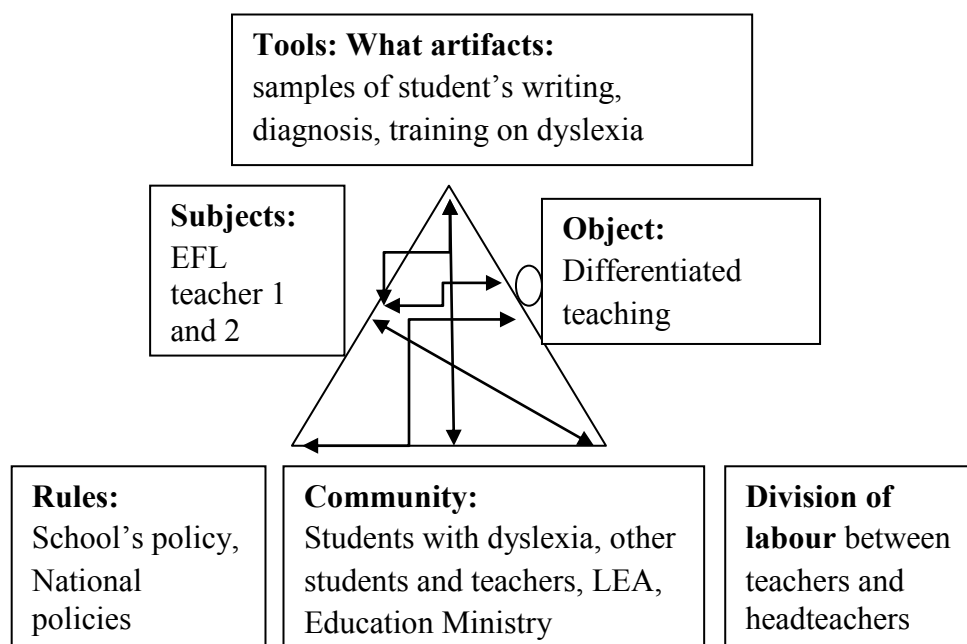 Tools: What artifacts:
samples of student’s writing,
diagnosis, training on dyslexia
Subjects:
EFL
teacher 1
and 2
Object:
Differentiated
teaching
Rules:
School’s policy,
National
policies
Community:
Students with dyslexia, other
students and teachers, LEA,
Education Ministry
Division of
labour between
teachers and
headteachers